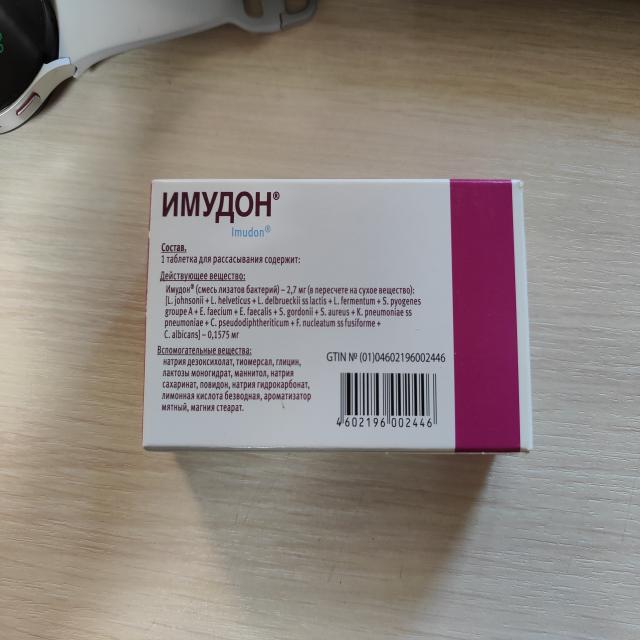 ИМУДОН®
Imudon®
Состав.
1 таблетка для рассасывания содержит:
Действующее вещество:
Имудон® (смесь лизатов бактерий) – 2,7 мг (в пересчете на сухое вещество):
[L. johnsonii + L. helveticus + L. delbrueckii ss lactis + L. fermentum + S. pyogenes
groupe A + E. faecium + E. faecalis + S. gordonii + S. aureus + K. pneumoniae ss
pneumoniae + C. pseudodiphtheriticum + F. nucleatum ss fusiforme +
C. albicans] – 0,1575 мг
Вспомогательные вещества:
натрия дезоксихолат, тиомерсал, глицин,
лактозы моногидрат, маннитол, натрия
сахаринат, повидон, натрия гидрокарбонат,
лимонная кислота безводная, ароматизатор
мятный, магния стеарат.
GTIN № (01)04602196002446
4 602196 002446